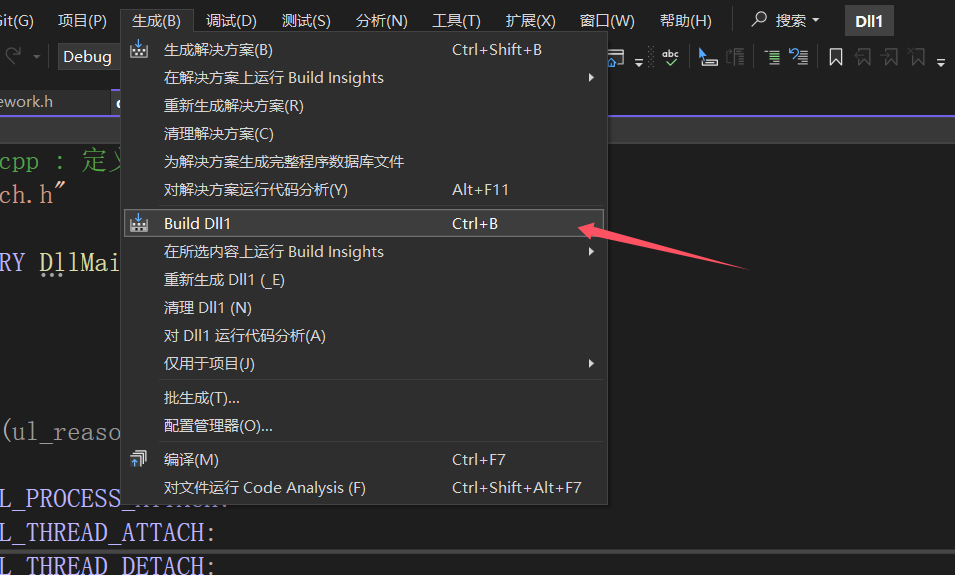 Git(G) 项目(P) 生成(B) 调试(D) 测试(S) 分析(N) 工具(T) 扩展(X) 窗口(W) 帮助(H) 搜索 Dll1
Debug
生成解决方案(B) Ctrl+Shift+B
在解决方案上运行 Build Insights
重新生成解决方案(R)
清理解决方案(C)
为解决方案生成完整程序数据库文件
对解决方案运行代码分析(Y) Alt+F11
Build Dll1 Ctrl+B
在所选内容上运行 Build Insights
重新生成 Dll1 (_E)
清理 Dll1 (N)
对 Dll1 运行代码分析(A)
仅用于项目(J)
批生成(T)...
配置管理器(O)...
编译(M) Ctrl+F7
对文件运行 Code Analysis (F) Ctrl+Shift+Alt+F7
abc
ework.h
cpp : 定义
ch.h"
RY DllMai
(ul_reaso
L_PROCESS_ATTACH:
L_THREAD_ATTACH:
L_THREAD_DETACH: